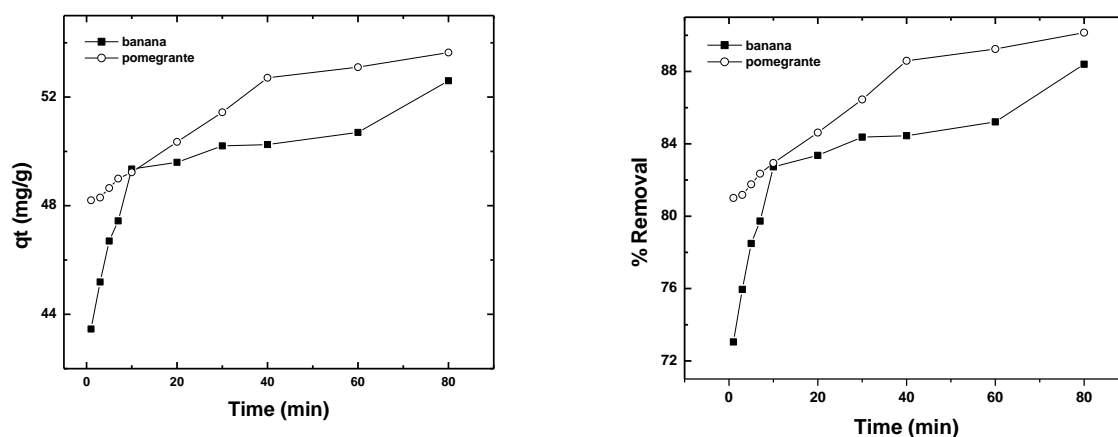 banana
pomegrante
52
48
44
qt (mg/g)
0 20 40 60 80
Time (min)
banana
pomegrante
88
84
80
76
72
% Removal
0 20 40 60 80
Time (min)